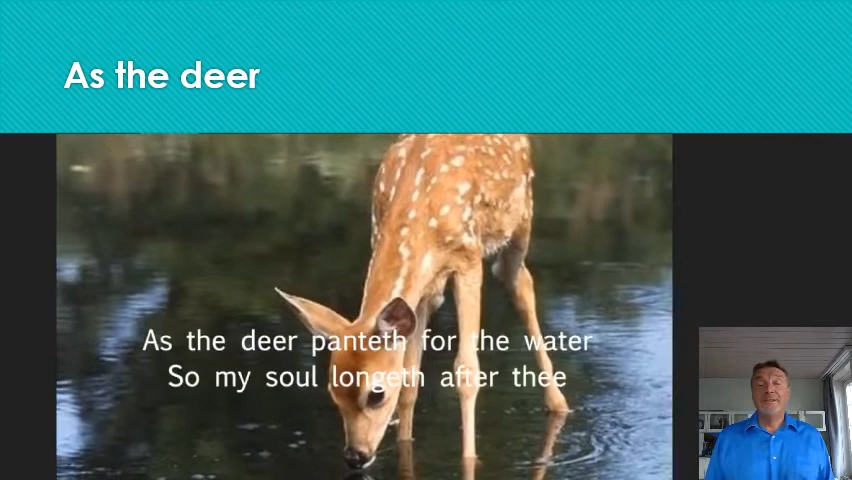 As the deer
As the deer panteth for the water
So my soul longeth after thee